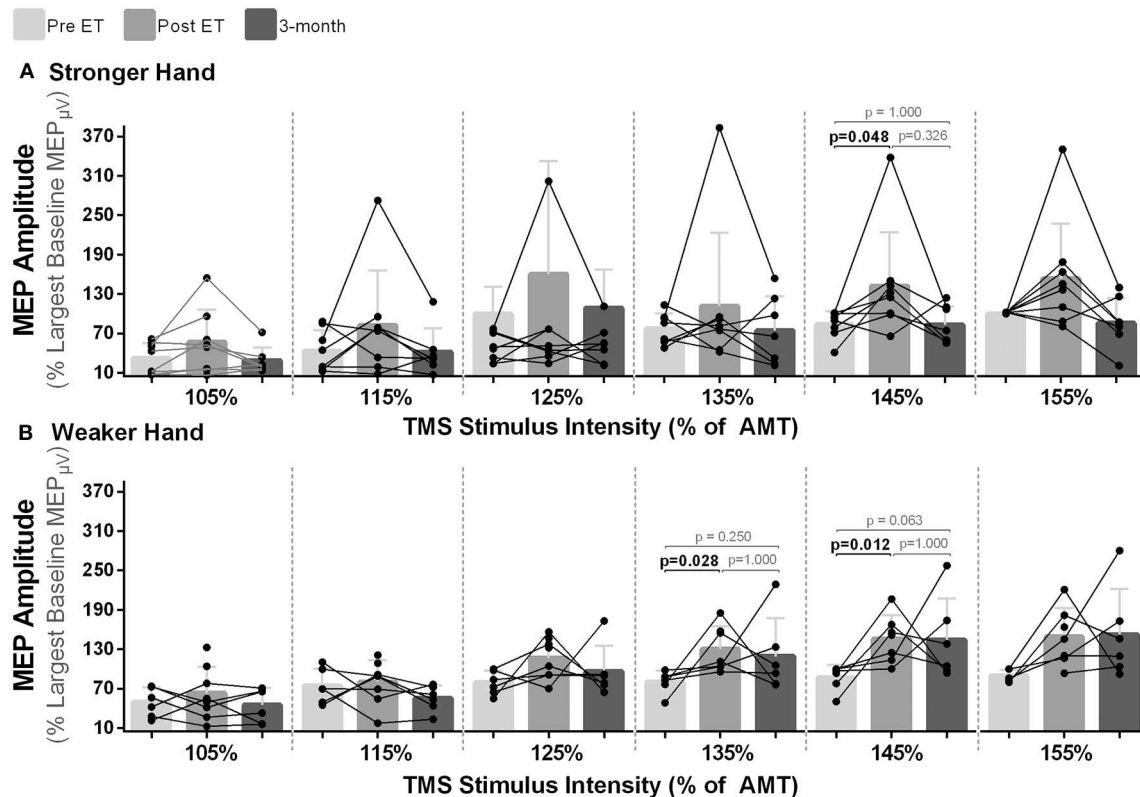 Pre ET Post ET 3-month
A Stronger Hand
MEP Amplitude
(% Largest Baseline MEPμV)
370
310
250
190
130
70
10
p = 1.000
p=0.048 p=0.326
105% 115% 125% 135% 145% 155%
TMS Stimulus Intensity (% of AMT)
B Weaker Hand
MEP Amplitude
(% Largest Baseline MEPμV)
370
310
250
190
130
70
10
p = 0.250 p = 0.063
p=0.028 p=1.000 p=0.012 p=1.000
105% 115% 125% 135% 145% 155%
TMS Stimulus Intensity (% of AMT)